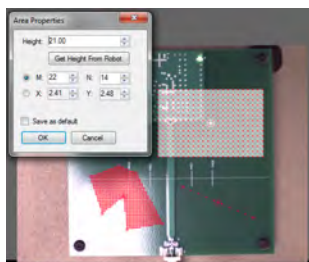 Area Properties
Height: 21.00
Get Height From Robot
M: 22 N: 14
X: 2.41 Y: 2.48
Save as default
OK Cancel